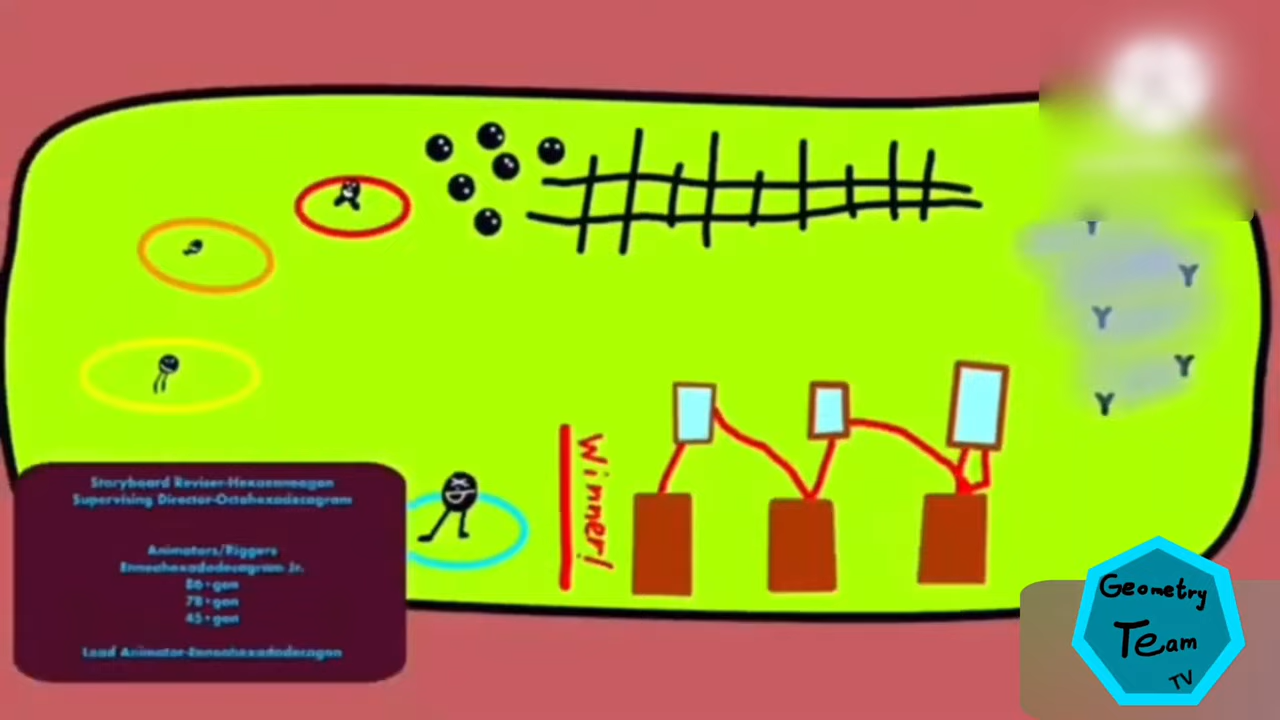 Winner!
Storyboard Reviser-Hexaenneagon
Supervising Director-Octahexadecagram
Animators/Riggers
Enneahexadodecagram Jr.
86-gon
78-gon
45-gon
Lead Animator-Enneahexadodecagon
Geometry
TEam
TV